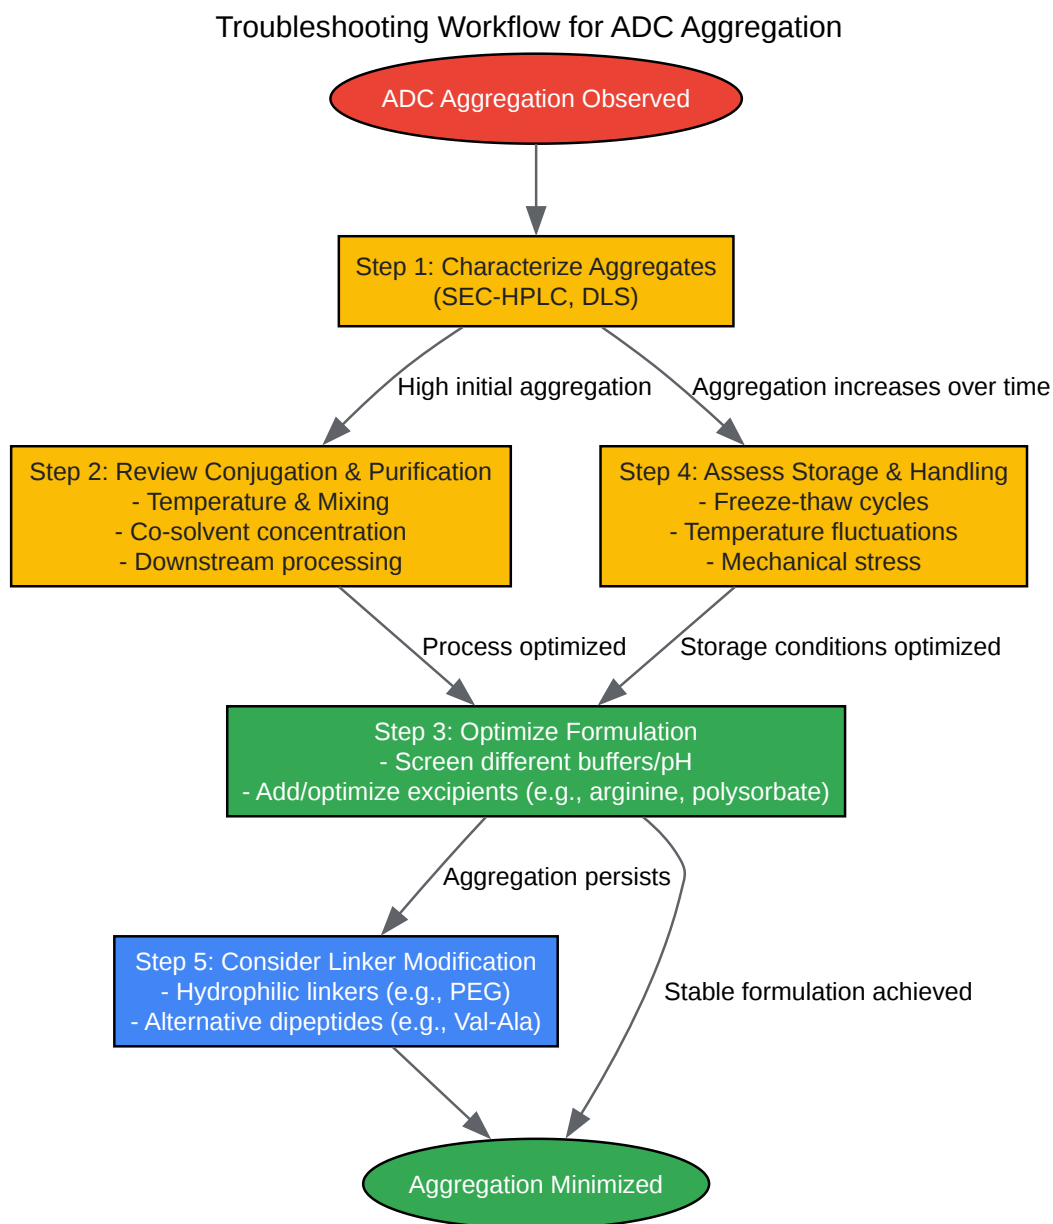 Troubleshooting Workflow for ADC Aggregation
ADC Aggregation Observed
Step 1: Characterize Aggregates
(SEC-HPLC, DLS)
High initial aggregation
Aggregation increases over time
Step 2: Review Conjugation & Purification
- Temperature & Mixing
- Co-solvent concentration
- Downstream processing
Step 4: Assess Storage & Handling
- Freeze-thaw cycles
- Temperature fluctuations
- Mechanical stress
Process optimized
Storage conditions optimized
Step 3: Optimize Formulation
- Screen different buffers/pH
- Add/optimize excipients (e.g., arginine, polysorbate)
Aggregation persists
Step 5: Consider Linker Modification
- Hydrophilic linkers (e.g., PEG)
- Alternative dipeptides (e.g., Val-Ala)
Stable formulation achieved
Aggregation Minimized